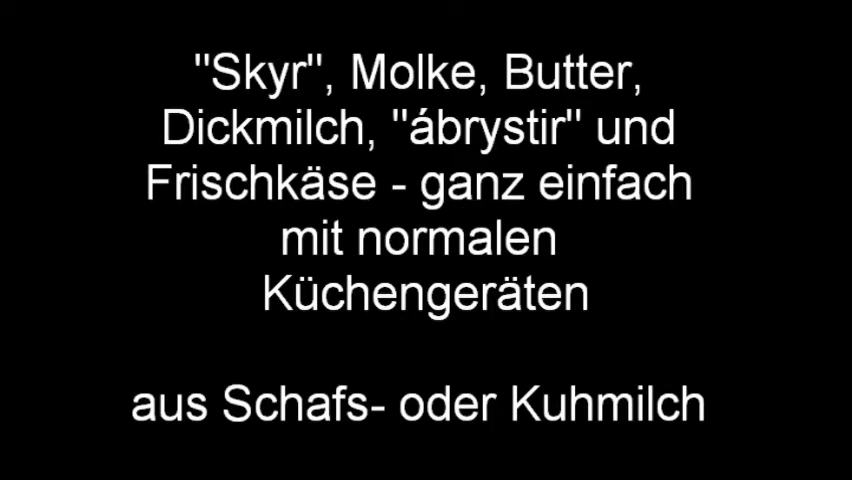 "Skyr", Molke, Butter,
Dickmilch, "ábrystir" und
Frischkäse - ganz einfach
mit normalen
Küchengeräten
aus Schafs- oder Kuhmilch